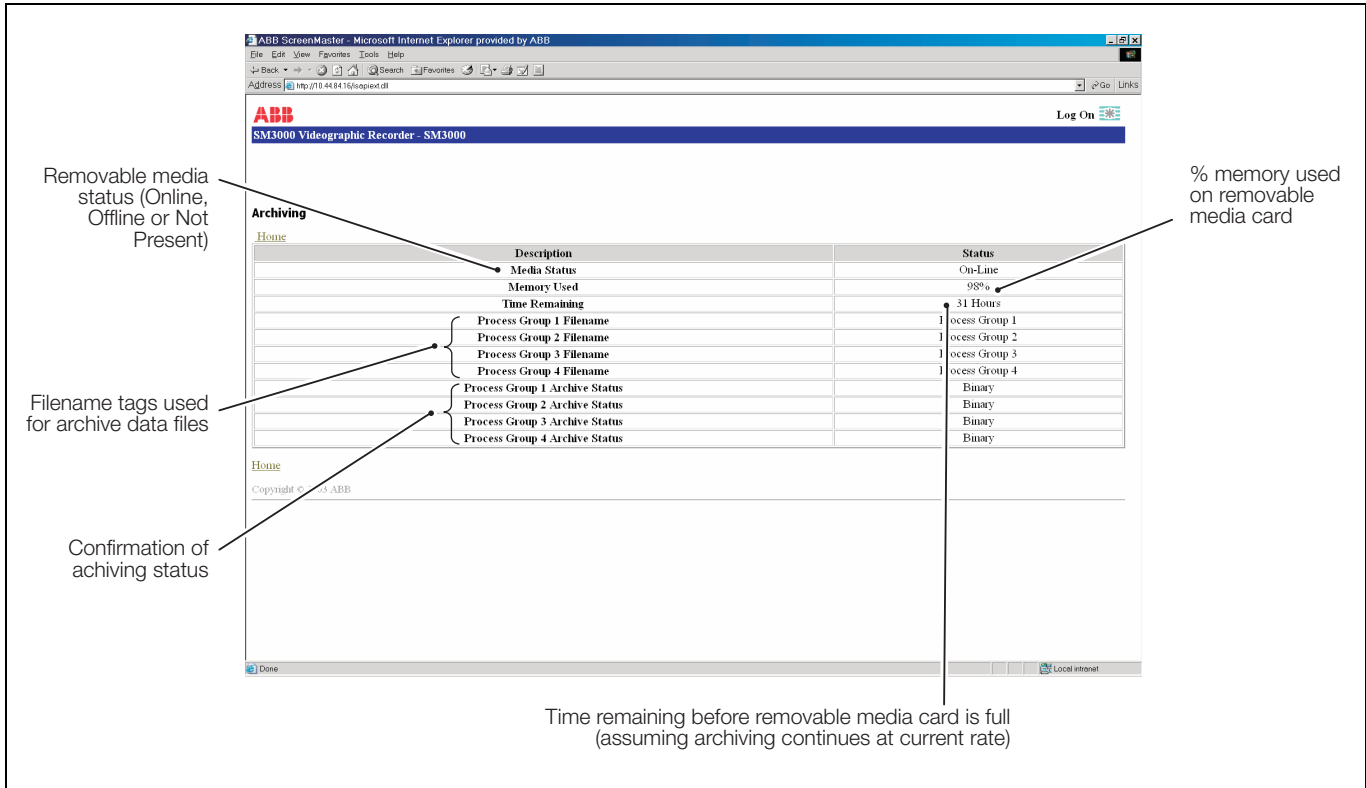 ABB ScreenMaster - Microsoft Internet Explorer provided by ABB
File Edit View Favorites Tools Help
Back Search Favorites
Address http://10.44.84.16/isapiext.dll Go Links
ABB
Log On
SM3000 Videographic Recorder - SM3000
Removable media
status (Online,
Offline or Not
Present)
% memory used
on removable
media card
Archiving
Home
Description Status
Media Status On-Line
Memory Used 98%
Time Remaining 31 Hours
Process Group 1 Filename Process Group 1
Process Group 2 Filename Process Group 2
Process Group 3 Filename Process Group 3
Process Group 4 Filename Process Group 4
Process Group 1 Archive Status Binary
Process Group 2 Archive Status Binary
Process Group 3 Archive Status Binary
Process Group 4 Archive Status Binary
Filename tags used
for archive data files
Home
Copyright © ABB
Confirmation of
achiving status
Done Local intranet
Time remaining before removable media card is full
(assuming archiving continues at current rate)